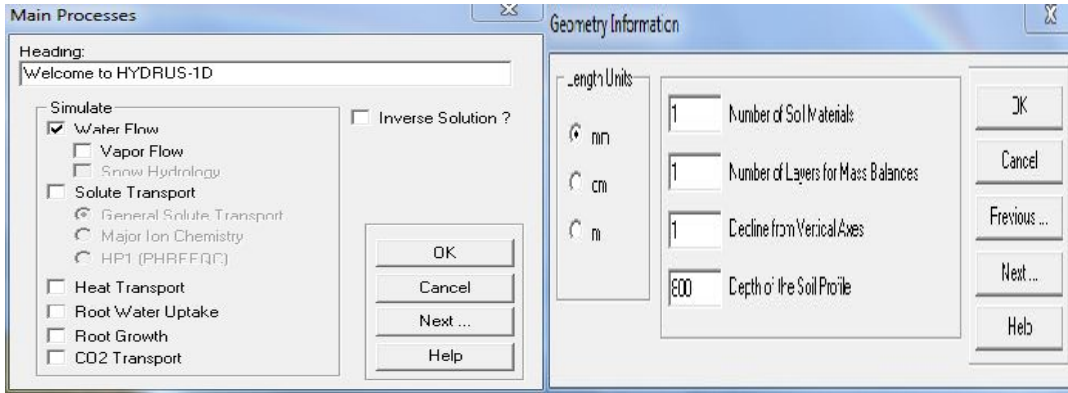 Main Processes
Heading:
Welcome to HYDRUS-1D
Simulate
Water Flow
Vapor Flow
Snow Hydrology
Solute Transport
General Solute Transport
Major Ion Chemistry
HP1 (PHREEQC)
Heat Transport
Root Water Uptake
Root Growth
CO2 Transport
Inverse Solution ?
OK
Cancel
Next ...
Help
Geometry Information
Length Units
mm
cm
m
1 Number of Soil Materials
1 Number of Layers for Mass Balances
1 Decline from Vertical Axes
800 Depth of the Soil Profile
OK
Cancel
Previous ...
Next ...
Help